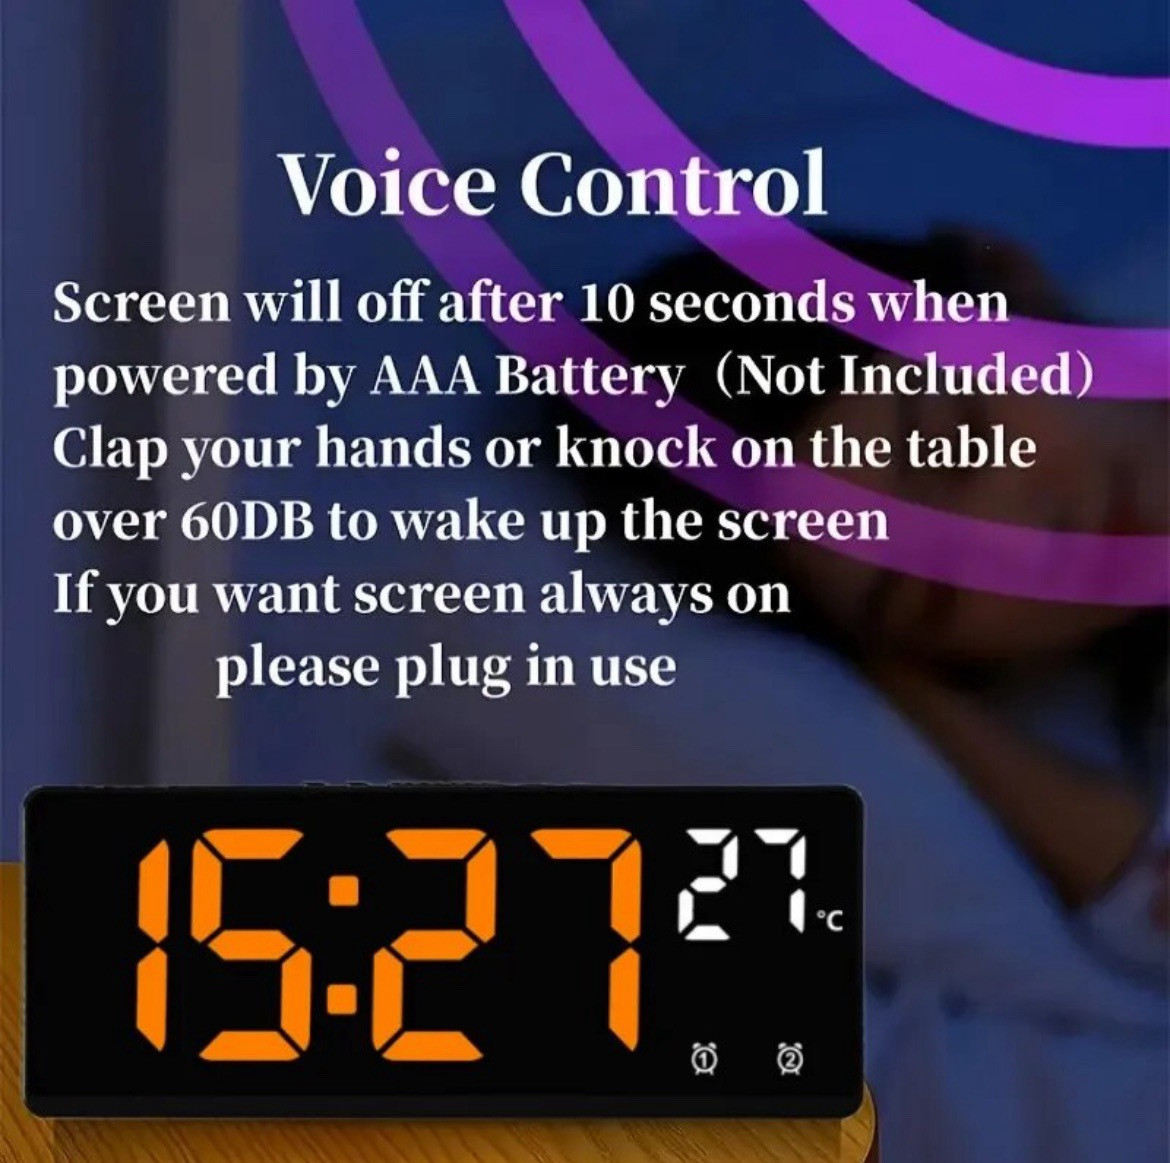 Voice Control
Screen will off after 10 seconds when
powered by AAA Battery（Not Included）
Clap your hands or knock on the table
over 60DB to wake up the screen
If you want screen always on
please plug in use
15:27
27
°C
1 2